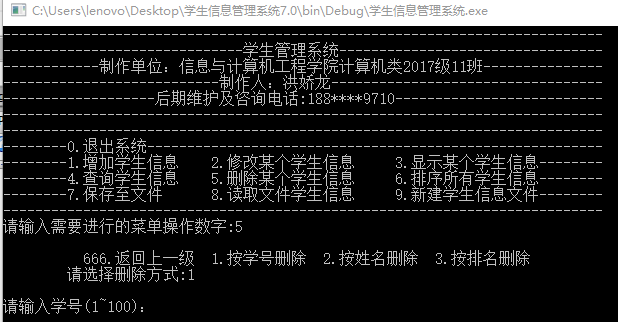 C:\Users\lenovo\Desktop\学生信息管理系统7.0\bin\Debug\学生信息管理系统.exe
---------------------------------------------------------------------------
------------------------------学生管理系统---------------------------------
------------制作单位：信息与计算机工程学院计算机类2017级11班---------------
---------------------------制作人：洪娇龙----------------------------------
-------------------后期维护及咨询电话:188****9710--------------------------
---------------------------------------------------------------------------
---------------------------------------------------------------------------
--------0.退出系统---------------------------------------------------------
--------1.增加学生信息    2.修改某个学生信息     3.显示某个学生信息--------
--------4.查询学生信息    5.删除某个学生信息     6.排序所有学生信息--------
--------7.保存至文件      8.读取文件学生信息     9.新建学生信息文件--------
---------------------------------------------------------------------------
请输入需要进行的菜单操作数字:5
666.返回上一级  1.按学号删除  2.按姓名删除  3.按排名删除
请选择删除方式:1
请输入学号(1~100)：